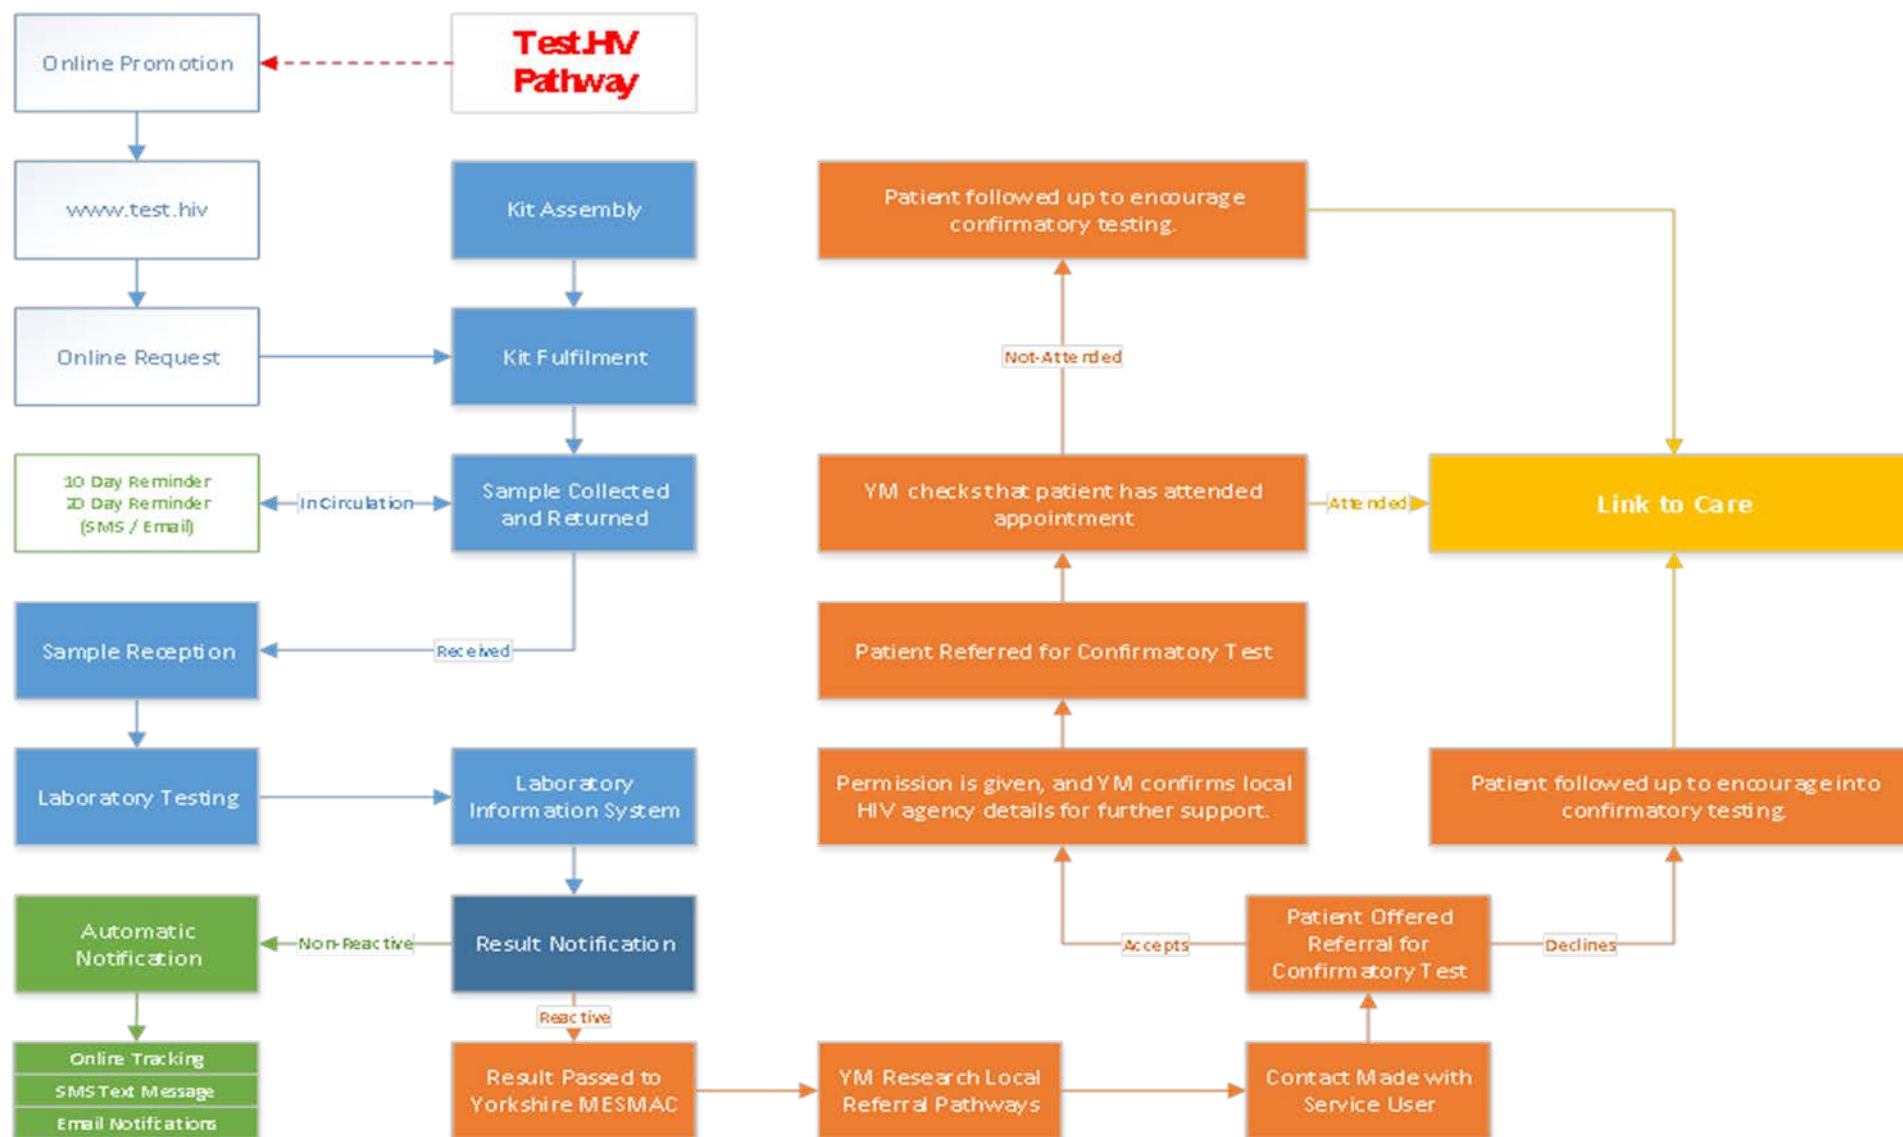 Test.HIV
Pathway
Online Promotion
www.test.hiv
Kit Assembly
Patient followed up to encourage
confirmatory testing.
Online Request
Kit Fulfilment
Not-Attended
10 Day Reminder
20 Day Reminder
(SMS / Email)
In Circulation
Sample Collected
and Returned
YM checks that patient has attended
appointment
Attended
Link to Care
Sample Reception
Received
Patient Referred for Confirmatory Test
Laboratory Testing
Laboratory
Information System
Permission is given, and YM confirms local
HIV agency details for further support.
Patient followed up to encourage into
confirmatory testing.
Automatic
Notification
Non-Reactive
Result Notification
Accepts
Patient Offered
Referral for
Confirmatory Test
Declines
Reactive
Online Tracking
SMS Text Message
Email Notifications
Result Passed to
Yorkshire MESMAC
YM Research Local
Referral Pathways
Contact Made with
Service User